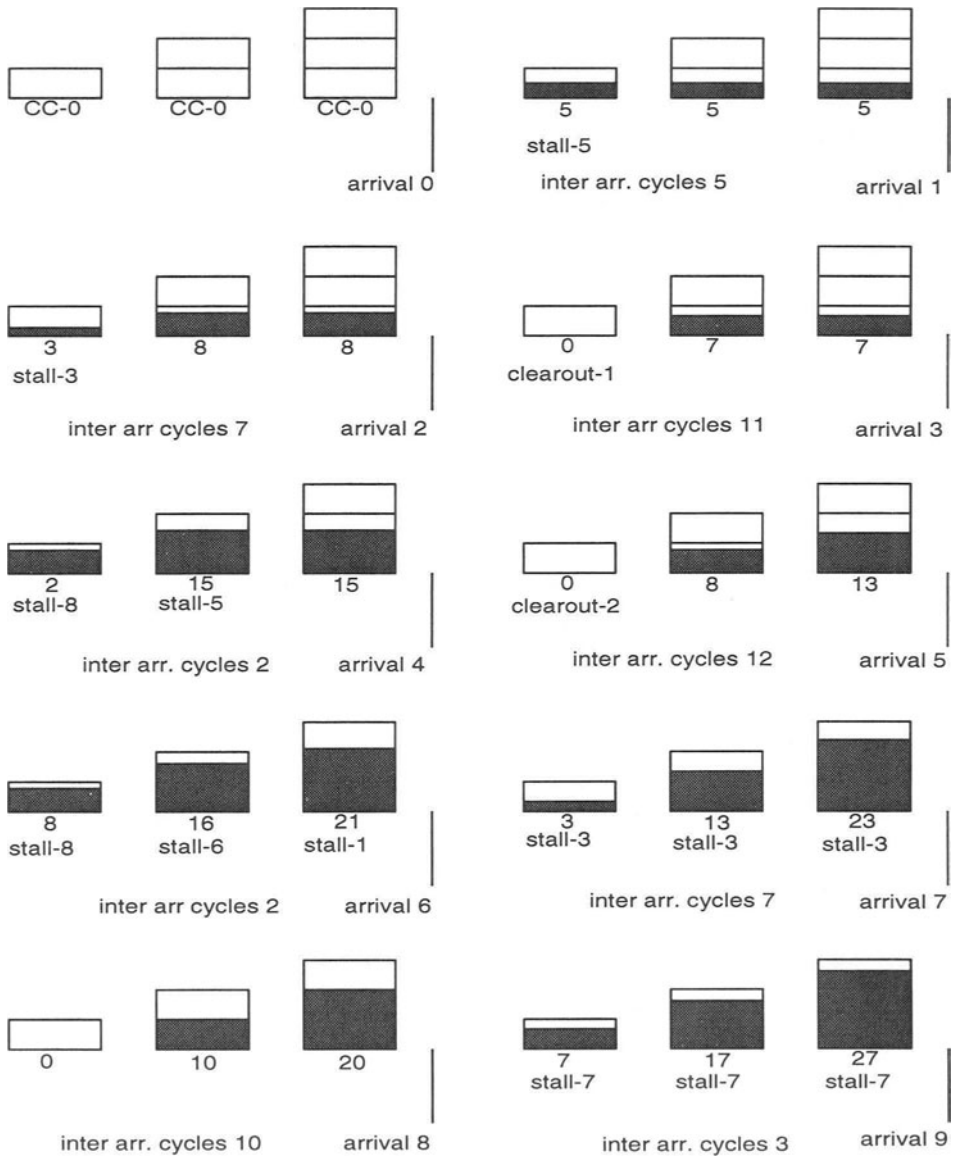 CC-0 CC-0 CC-0
arrival 0
5 5 5
stall-5
inter arr. cycles 5 arrival 1
3 8 8
stall-3
inter arr cycles 7 arrival 2
0 7 7
clearout-1
inter arr cycles 11 arrival 3
2 15 15
stall-8 stall-5
inter arr. cycles 2 arrival 4
0 8 13
clearout-2
inter arr. cycles 12 arrival 5
8 16 21
stall-8 stall-6 stall-1
inter arr cycles 2 arrival 6
3 13 23
stall-3 stall-3 stall-3
inter arr. cycles 7 arrival 7
0 10 20
inter arr. cycles 10 arrival 8
7 17 27
stall-7 stall-7 stall-7
inter arr. cycles 3 arrival 9